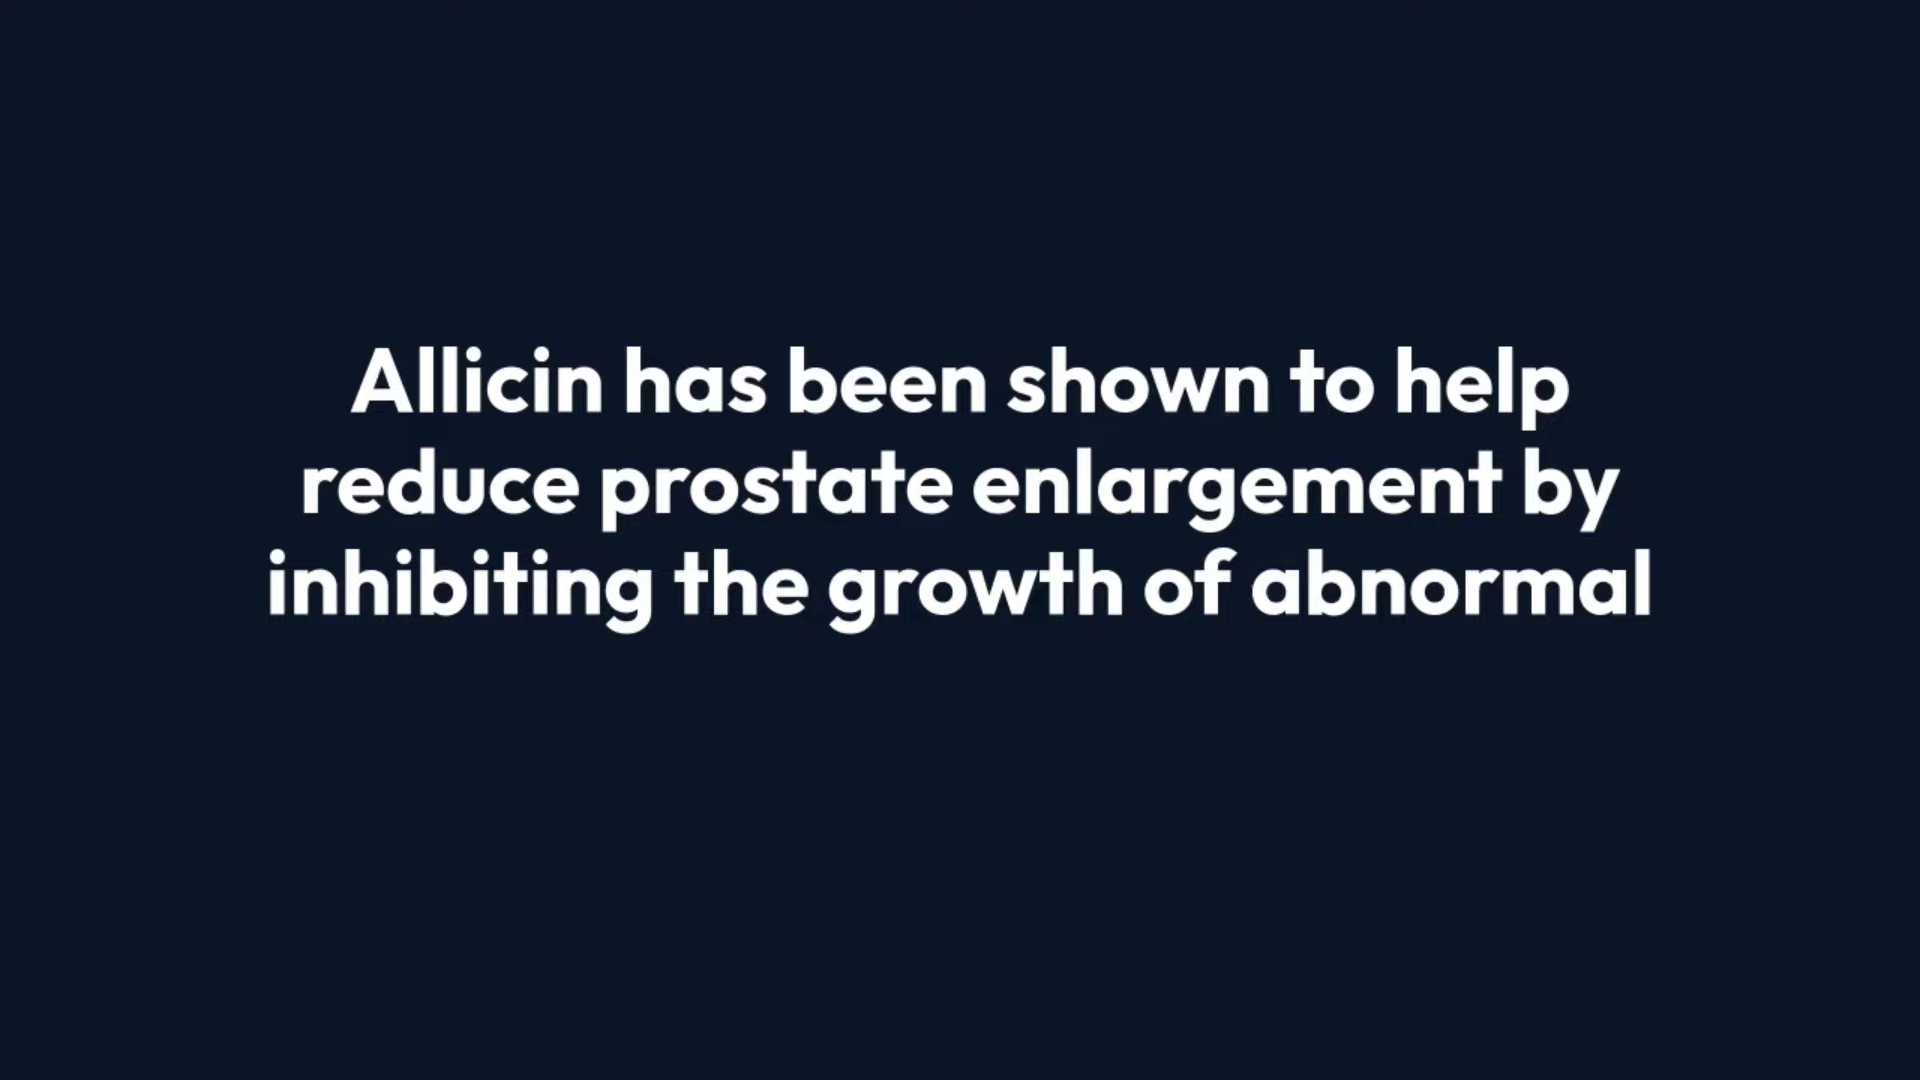 Allicin has been shown to help
reduce prostate enlargement by
inhibiting the growth of abnormal